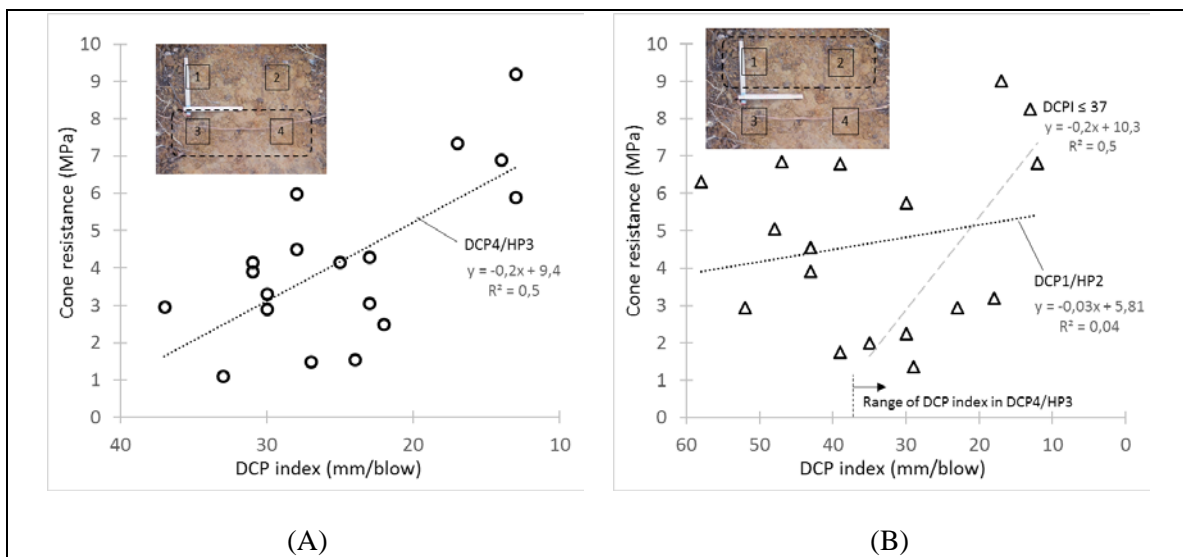 10
9
8
7
6
5
4
3
2
1
0
Cone resistance (MPa)
1
2
3
4
DCP4/HP3
y = -0,2x + 9,4
R² = 0,5
40
30
20
10
DCP index (mm/blow)
(A)
10
9
8
7
6
5
4
3
2
1
0
Cone resistance (MPa)
1
2
3
4
DCPI ≤ 37
y = -0,2x + 10,3
R² = 0,5
DCP1/HP2
y = -0,03x + 5,81
R² = 0,04
Range of DCP index in DCP4/HP3
60
50
40
30
20
10
0
DCP index (mm/blow)
(B)